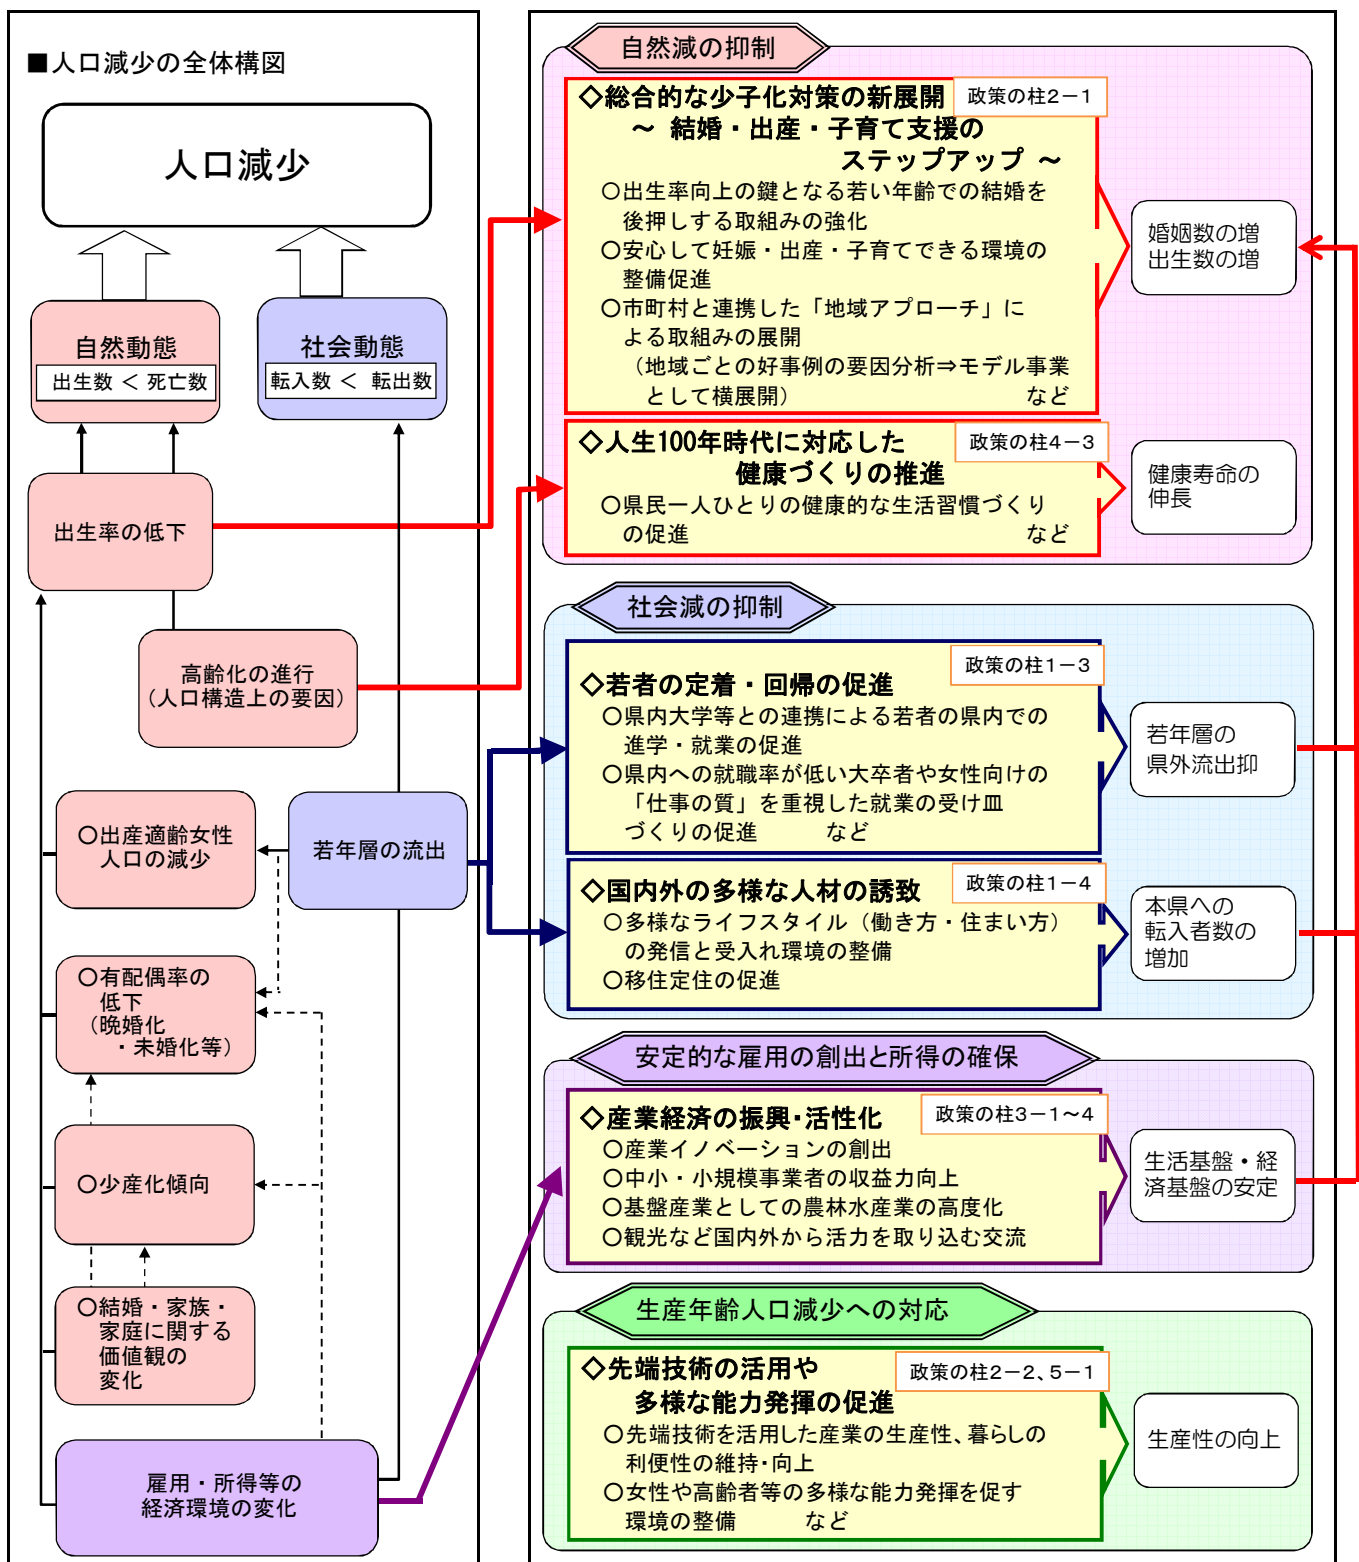 ■人口減少の全体構図
人口減少
自然動態
出生数 < 死亡数
社会動態
転入数 < 転出数
出生率の低下
高齢化の進行
(人口構造上の要因)
○出産適齢女性
人口の減少
若年層の流出
○有配偶率の
低下
(晩婚化
・未婚化等)
○少産化傾向
○結婚・家族・
家庭に関する
価値観の
変化
雇用・所得等の
経済環境の変化
自然減の抑制
◇総合的な少子化対策の新展開
政策の柱2-1
~ 結婚・出産・子育て支援の
ステップアップ ~
○出生率向上の鍵となる若い年齢での結婚を
後押しする取組みの強化
○安心して妊娠・出産・子育てできる環境の
整備促進
○市町村と連携した「地域アプローチ」に
よる取組みの展開
(地域ごとの好事例の要因分析⇒モデル事業
として横展開) など
婚姻数の増
出生数の増
◇人生100年時代に対応した
政策の柱4-3
健康づくりの推進
○県民一人ひとりの健康的な生活習慣づくり
の促進 など
健康寿命の
伸長
社会減の抑制
政策の柱1-3
◇若者の定着・回帰の促進
○県内大学等との連携による若者の県内での
進学・就業の促進
○県内への就職率が低い大卒者や女性向けの
「仕事の質」を重視した就業の受け皿
づくりの促進 など
若年層の
県外流出抑
◇国内外の多様な人材の誘致
政策の柱1-4
○多様なライフスタイル(働き方・住まい方)
の発信と受入れ環境の整備
○移住定住の促進
本県への
転入者数の
増加
安定的な雇用の創出と所得の確保
◇産業経済の振興・活性化
政策の柱3-1~4
○産業イノベーションの創出
○中小・小規模事業者の収益力向上
○基盤産業としての農林水産業の高度化
○観光など国内外から活力を取り込む交流
生活基盤・経
済基盤の安定
生産年齢人口減少への対応
◇先端技術の活用や
政策の柱2-2、5-1
多様な能力発揮の促進
○先端技術を活用した産業の生産性、暮らしの
利便性の維持・向上
○女性や高齢者等の多様な能力発揮を促す
環境の整備 など
生産性の向上